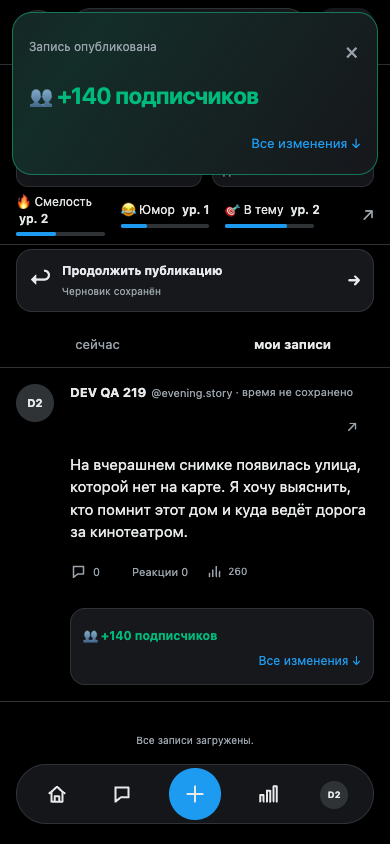 Запись опубликована
👥 +140 подписчиков
Все изменения ↓
🔥 Смелость ур. 2
😂 Юмор ур. 1
🎯 В тему ур. 2
Продолжить публикацию
Черновик сохранён
сейчас
мои записи
D2
DEV QA 219 @evening.story · время не сохранено
На вчерашнем снимке появилась улица,
которой нет на карте. Я хочу выяснить,
кто помнит этот дом и куда ведёт дорога
за кинотеатром.
0
Реакции 0
260
👥 +140 подписчиков
Все изменения ↓
Все записи загружены.
D2